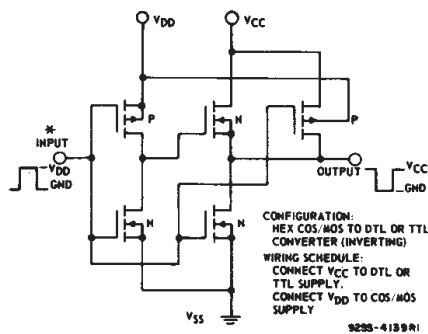 VDD
VCC
P
N
P
*
INPUT
VDD
GND
OUTPUT
VCC
GND
N
N
CONFIGURATION:
HEX COS/MOS TO DTL OR TTL
CONVERTER (INVERTING)
WIRING SCHEDULE:
CONNECT VCC TO DTL OR
TTL SUPPLY.
CONNECT VDD TO COS/MOS
SUPPLY
VSS
92SS-4139R1